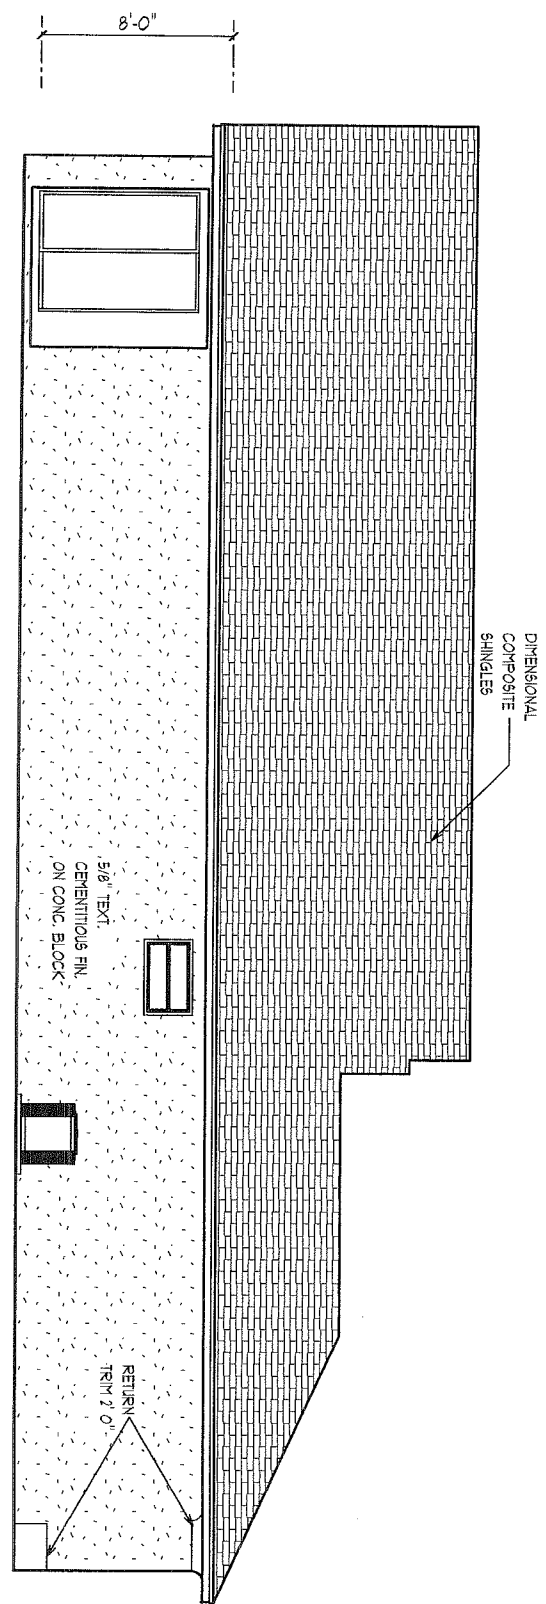 8'-0"
DIMENSIONAL
COMPOSITE
SHINGLES
5/8" TEXT.
CEMENTITIOUS FIN.
ON CONC. BLOCK
RETURN
TRIM 2'0"